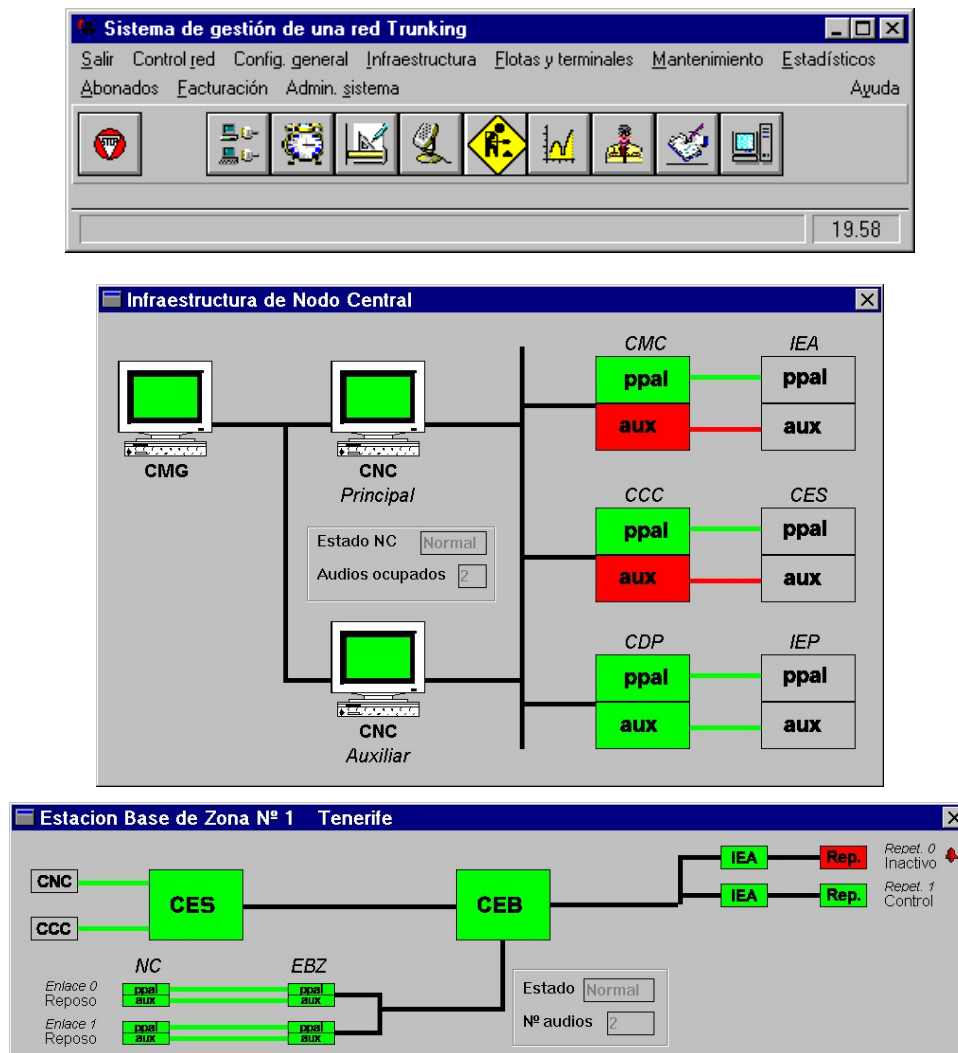 Sistema de gestión de una red Trunking
Salir Control red Config. general Infraestructura Flotas y terminales Mantenimiento Estadísticos
Abonados Facturación Admin. sistema Ayuda
STOP
19.58
Infraestructura de Nodo Central
CMC IEA
ppal ppal
aux aux
CMG
CNC
Principal
CCC CES
ppal ppal
aux aux
Estado NC Normal
Audios ocupados 2
CDP IEP
ppal ppal
aux aux
CNC
Auxiliar
Estacion Base de Zona Nº 1 Tenerife
IEA Rep. Repet. 0
Inactivo
IEA Rep. Repet. 1
Control
CNC
CES CEB
CCC
NC EBZ
Enlace 0 ppal ppal
Reposo aux aux
Enlace 1 ppal ppal
Reposo aux aux
Estado Normal
Nº audios 2